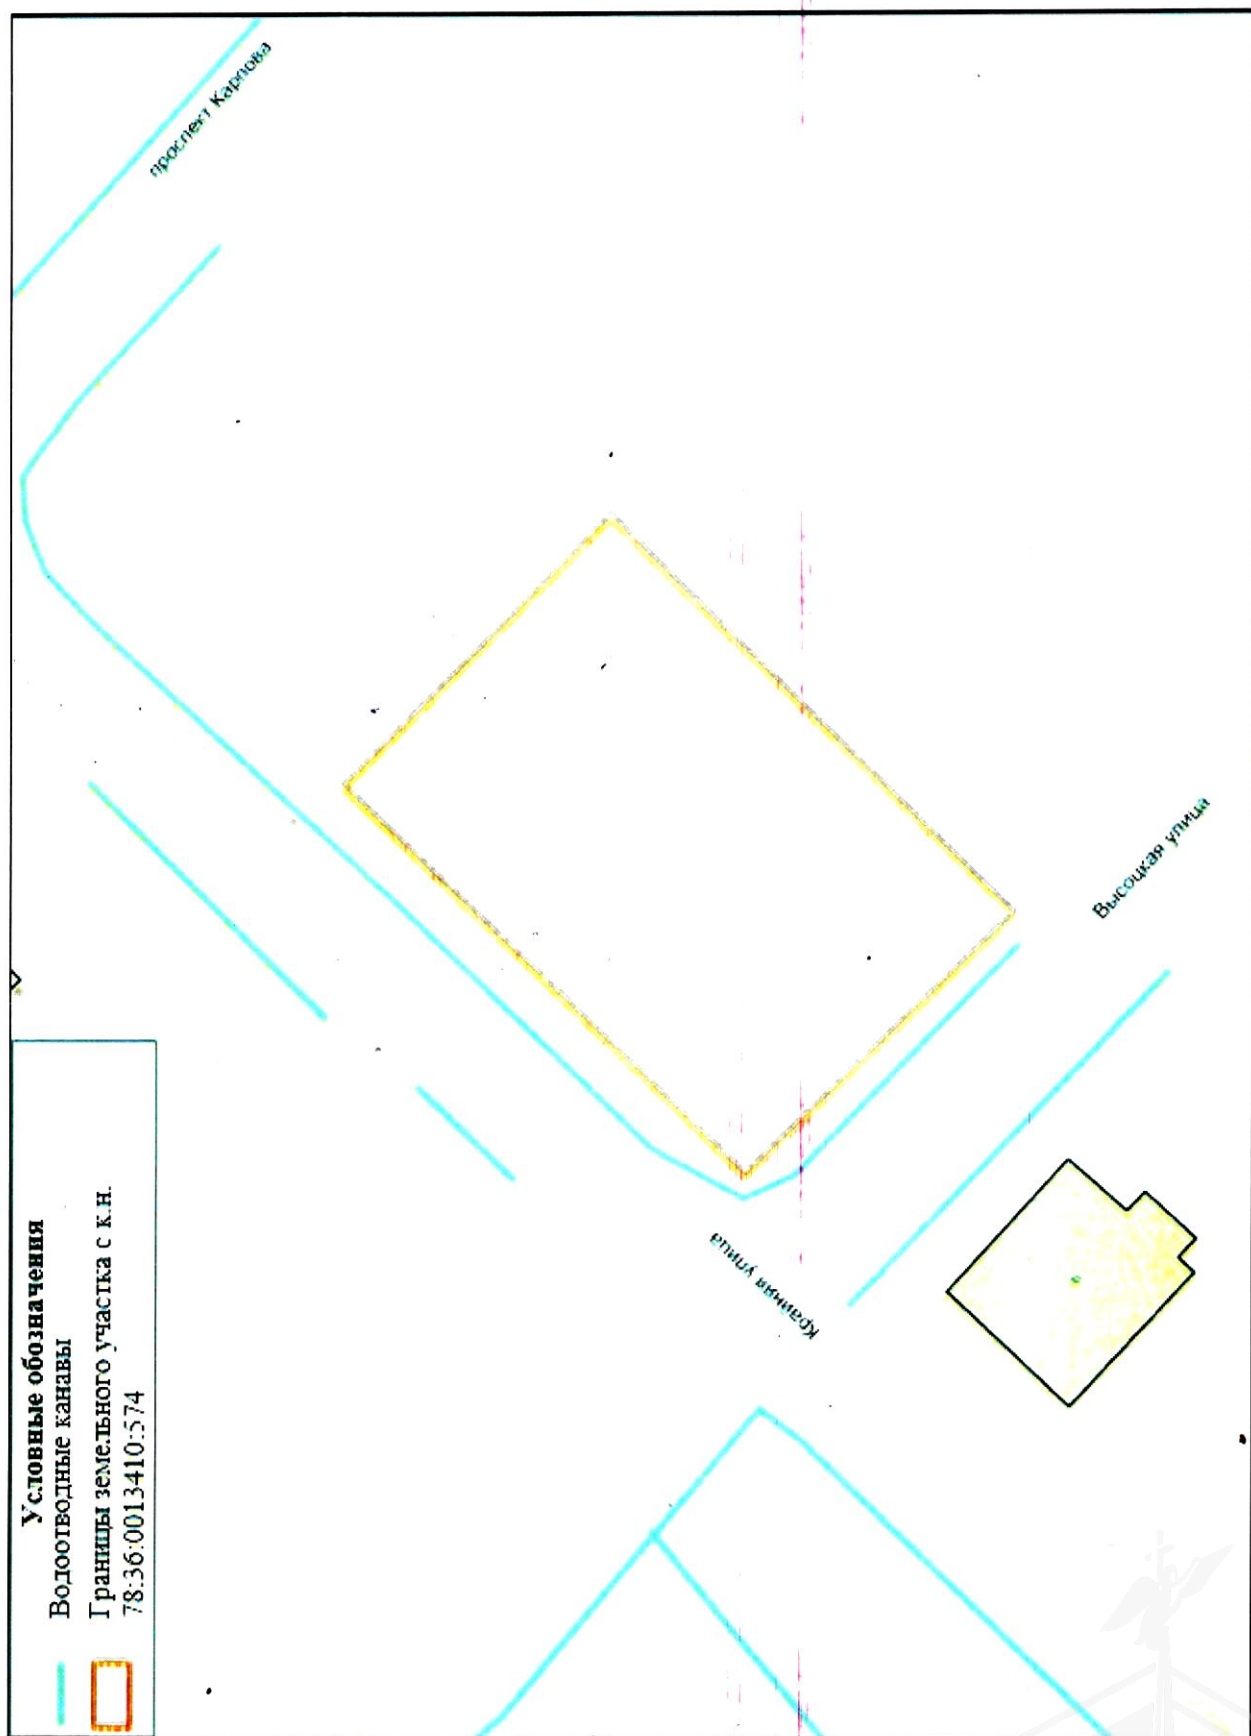 Условные обозначения
Водоотводные канавы
Границы земельного участка с к.н.
78:36:0013410:574
проспект Карпова
Высоцкая улица
Крайняя улица